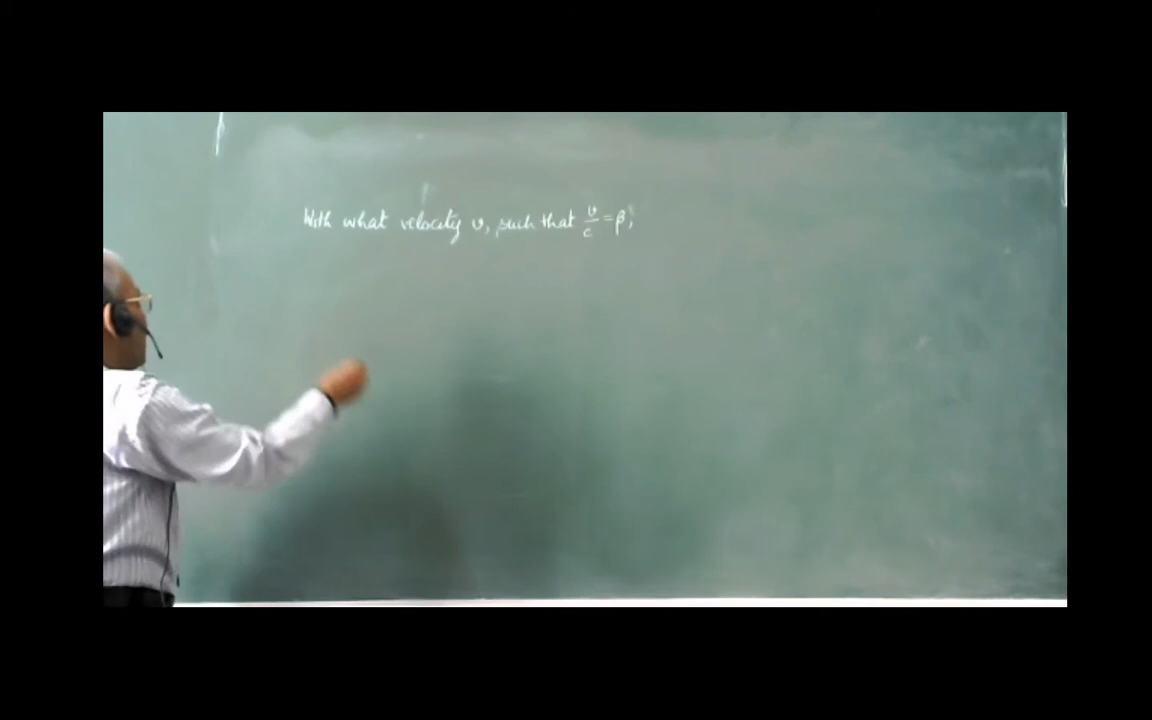 With what velocity v, such that v/c = β,